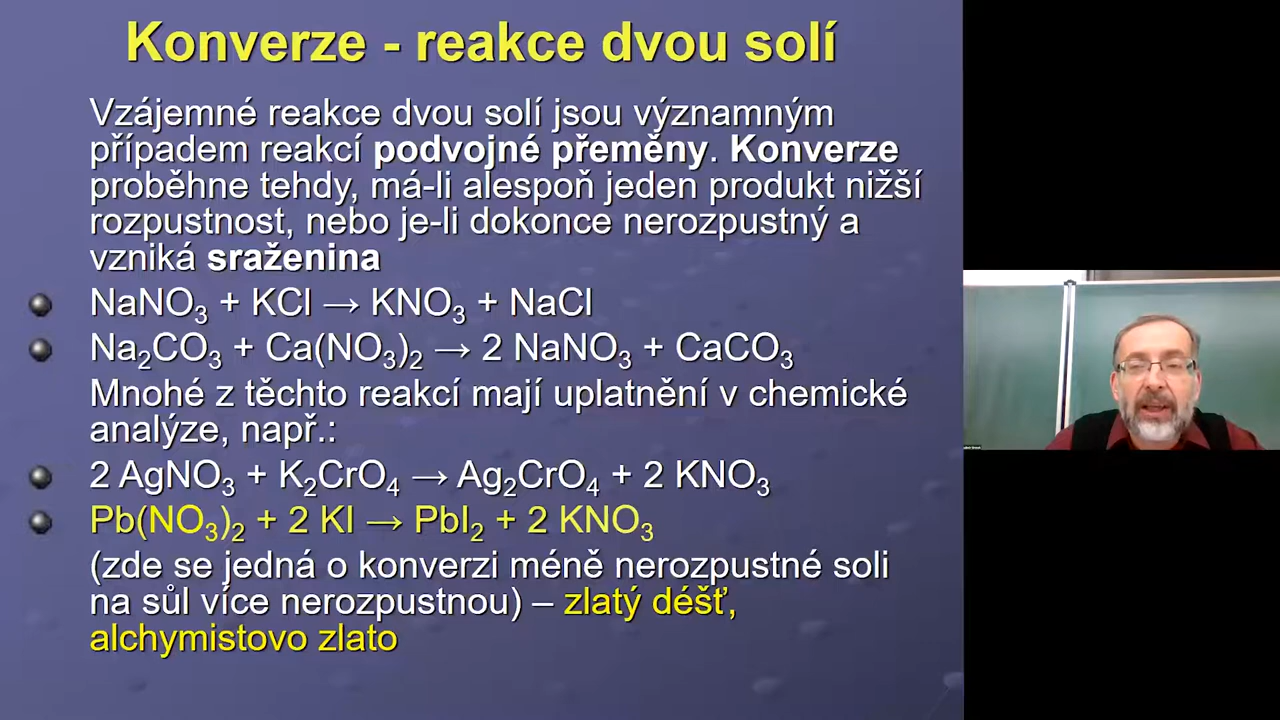 Konverze - reakce dvou solí
Vzájemné reakce dvou solí jsou významným
případem reakcí podvojné přeměny. Konverze
proběhne tehdy, má-li alespoň jeden produkt nižší
rozpustnost, nebo je-li dokonce nerozpustný a
vzniká sraženina
NaNO₃ + KCl → KNO₃ + NaCl
Na₂CO₃ + Ca(NO₃)₂ → 2 NaNO₃ + CaCO₃
Mnohé z těchto reakcí mají uplatnění v chemické
analýze, např.:
2 AgNO₃ + K₂CrO₄ → Ag₂CrO₄ + 2 KNO₃
Pb(NO₃)₂ + 2 KI → PbI₂ + 2 KNO₃
(zde se jedná o konverzi méně nerozpustné soli
na sůl více nerozpustnou) – zlatý déšť,
alchymistovo zlato